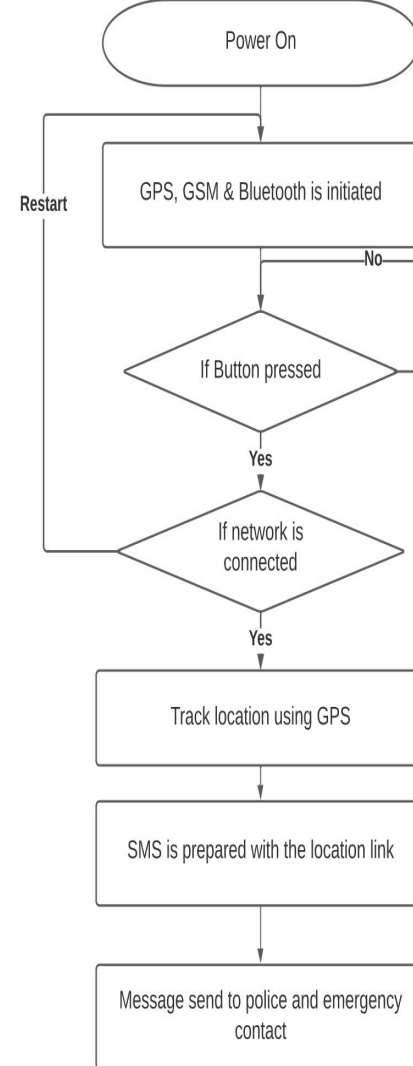 Power On
GPS, GSM & Bluetooth is initiated
Restart
No
If Button pressed
Yes
If network is
connected
Yes
Track location using GPS
SMS is prepared with the location link
Message send to police and emergency
contact